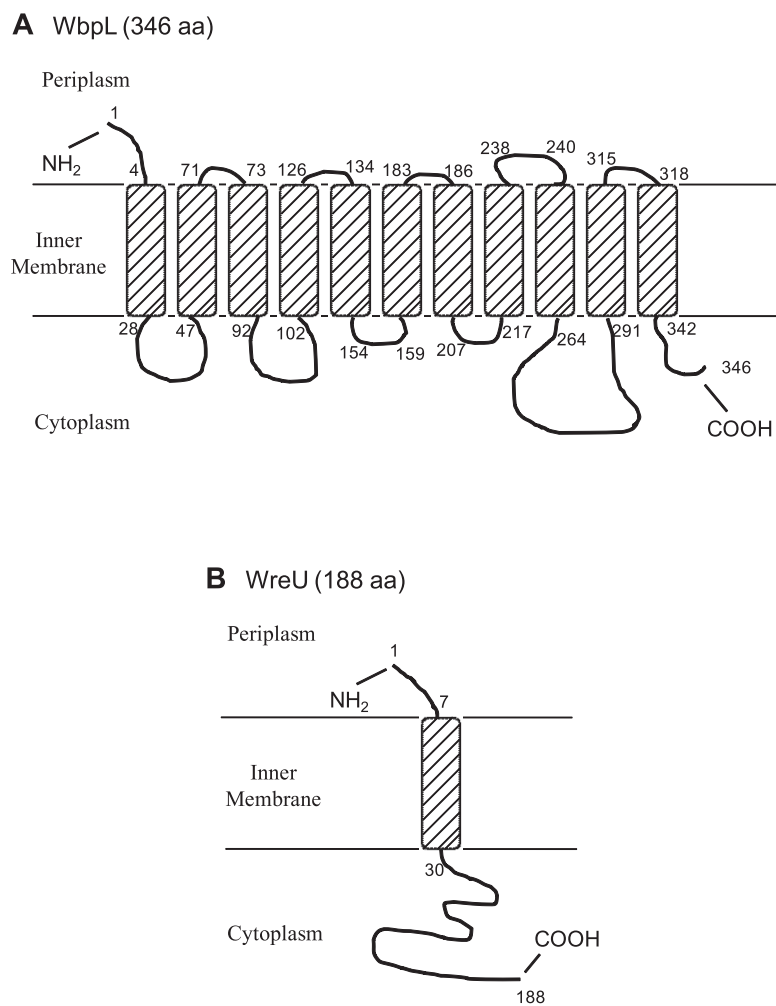 A WbpL (346 aa)
Periplasm
1
NH2
4 71 73 126 134 183 186 238 240 315 318
Inner
Membrane
28 47 92 102 154 159 207 217 264 291 342
346
Cytoplasm
COOH
B WreU (188 aa)
Periplasm
1
NH2
7
Inner
Membrane
30
Cytoplasm
COOH
188